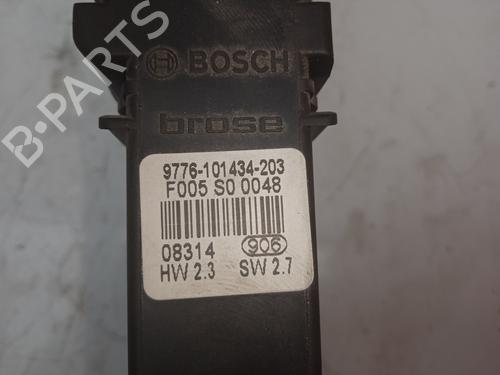 BOSCH
brose
B-PARTS
9776-101434-203
F005 S0 0048
08314 906
HW 2.3 SW 2.7